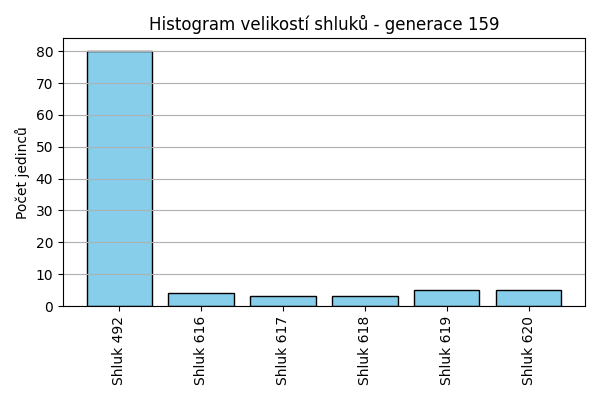 Histogram velikostí shluků - generace 159
Počet jedinců
80
70
60
50
40
30
20
10
0
Shluk 492
Shluk 616
Shluk 617
Shluk 618
Shluk 619
Shluk 620